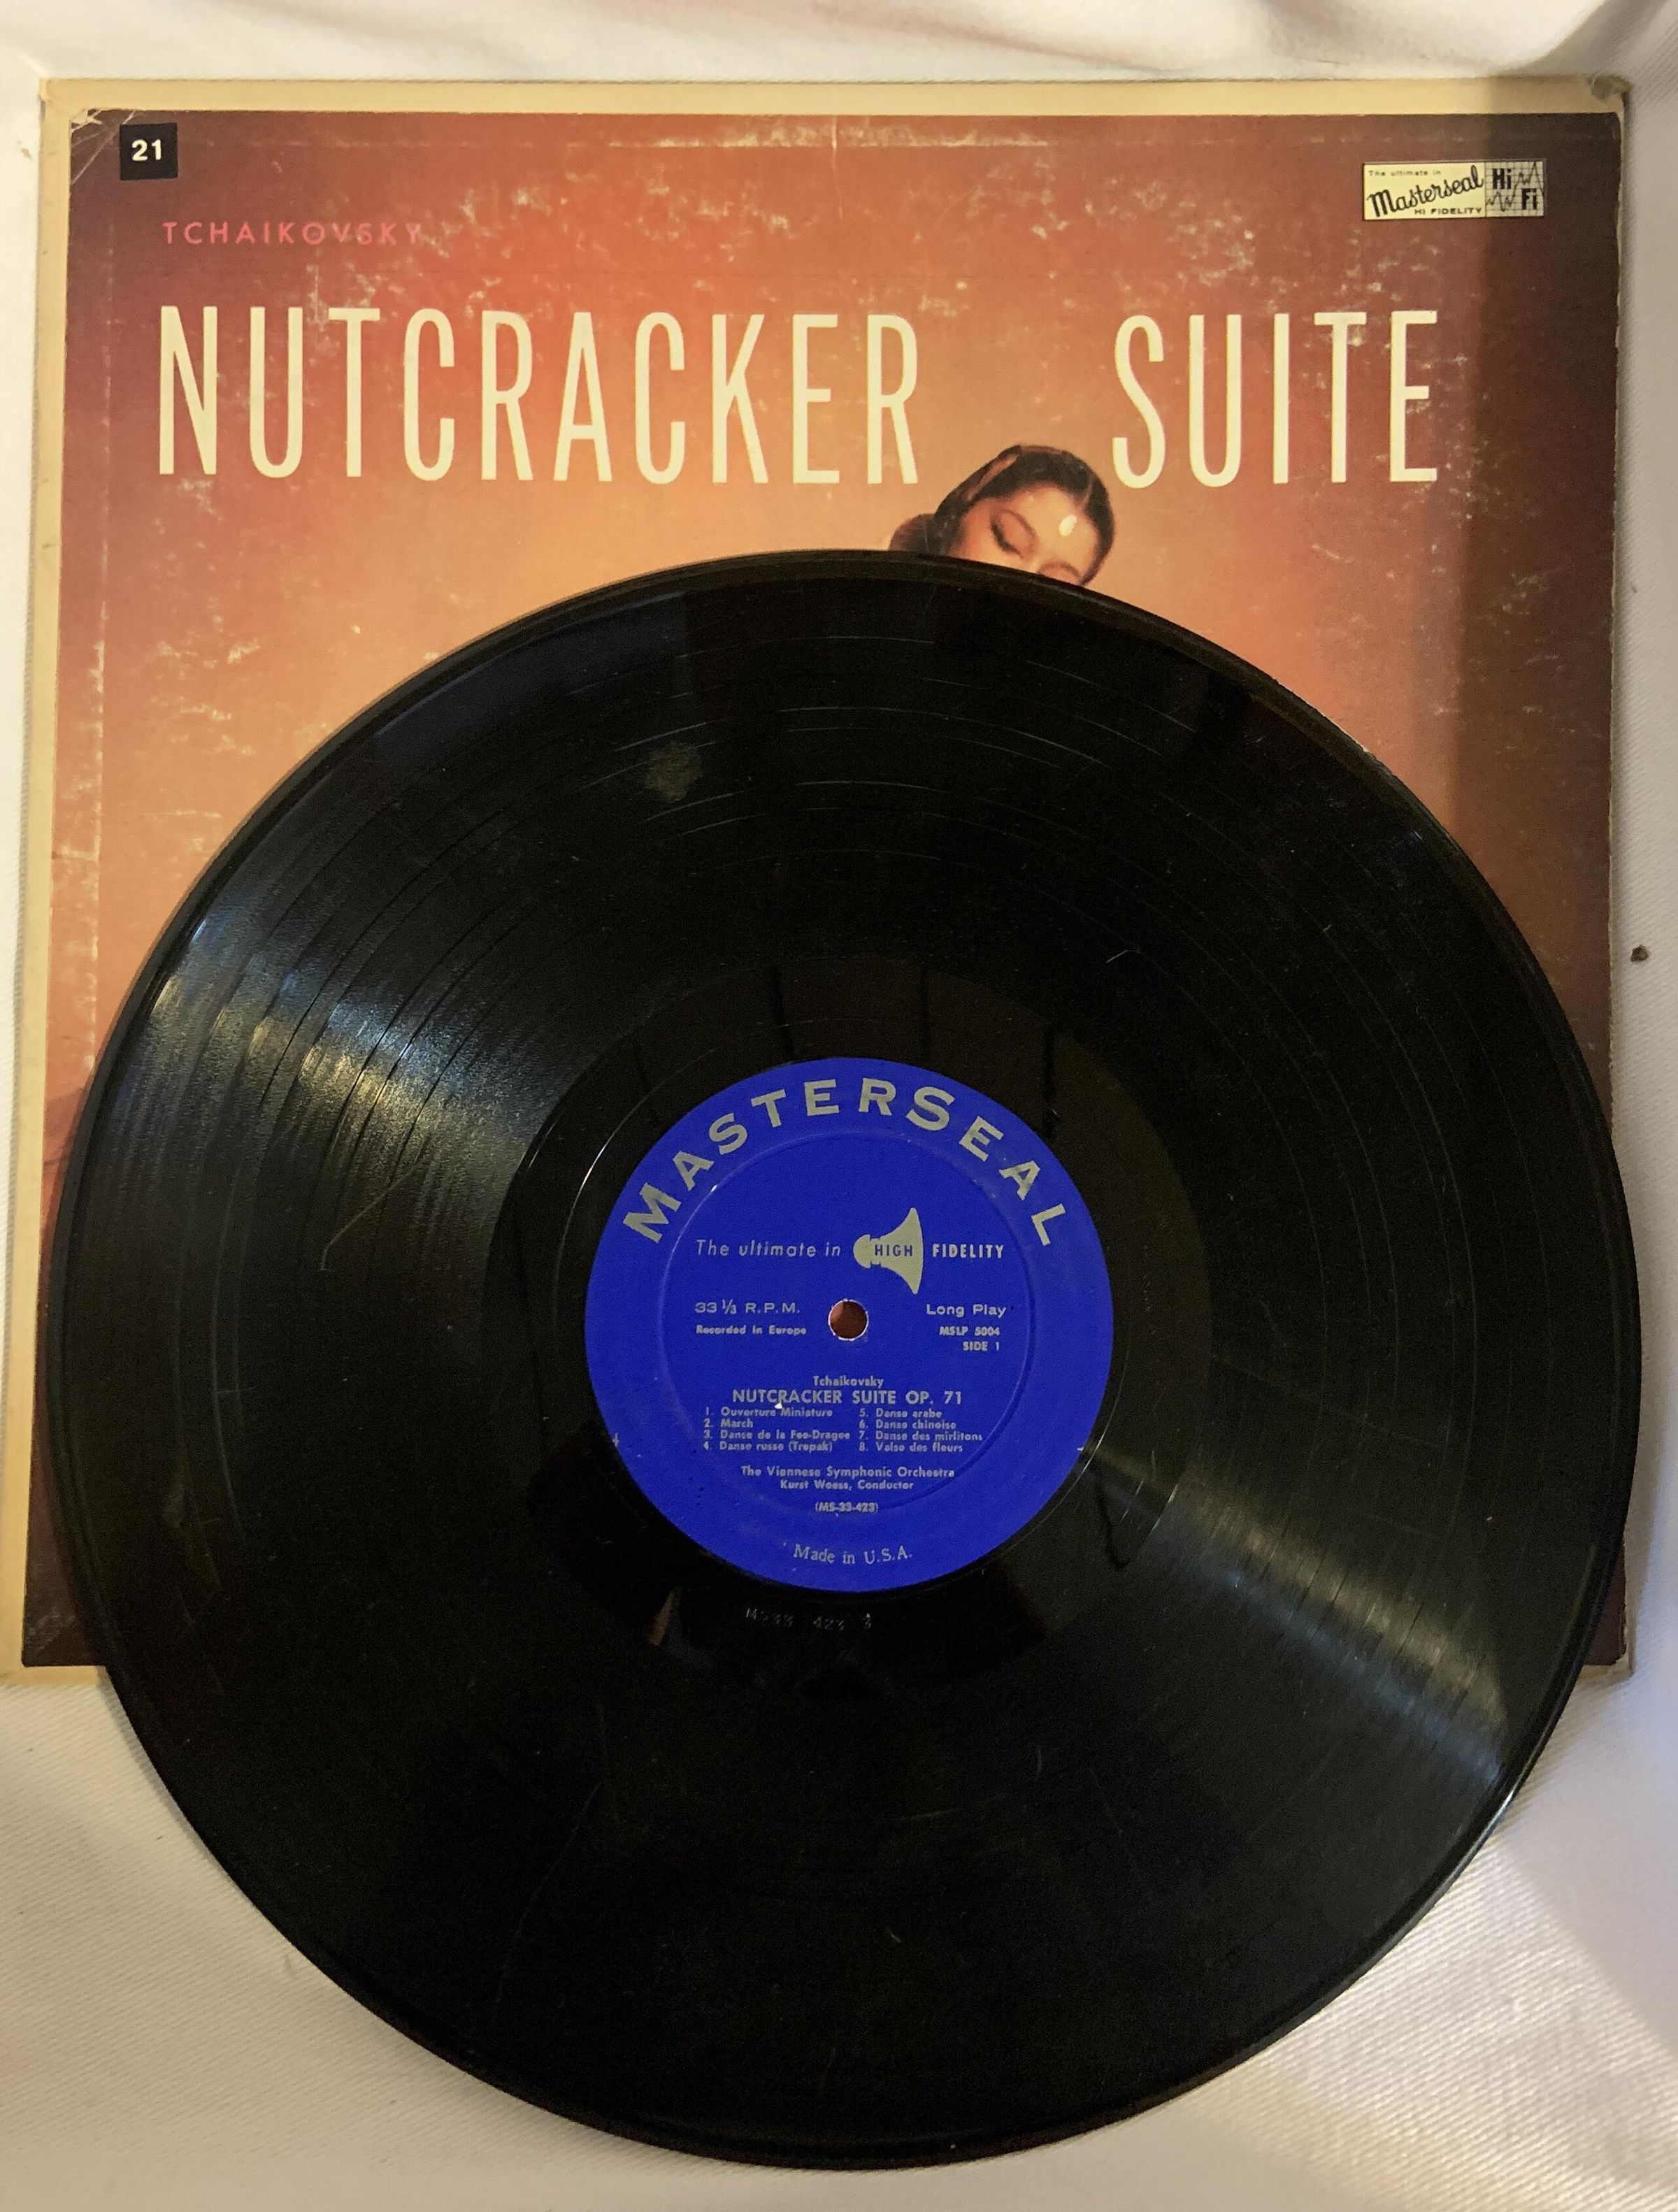 21
The ultimate in
Masterseal
HI FIDELITY
Hi
Fi
TCHAIKOVSKY
NUTCRACKER SUITE
MASTERSEAL
The ultimate in HIGH FIDELITY
33 ⅓ R.P.M. Long Play
Recorded in Europe MSLP 5004
SIDE 1
Tchaikovsky
NUTCRACKER SUITE OP. 71
1. Ouverture Miniature 5. Danse arabe
2. March 6. Danse chinoise
3. Danse de la Fee-Dragee 7. Danse des mirlitons
4. Danse russe (Trepak) 8. Valse des fleurs
The Viennese Symphonic Orchestra
Kurst Woess, Conductor
(MS-33-423)
Made in U.S.A.
MS33 423